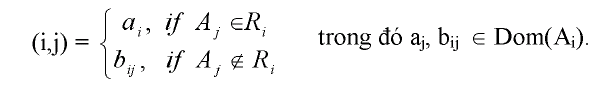 (i,j) = { a_i, if A_j ∈ R_i
b_ij, if A_j ∉ R_i trong đó a_j, b_ij ∈ Dom(A_i).